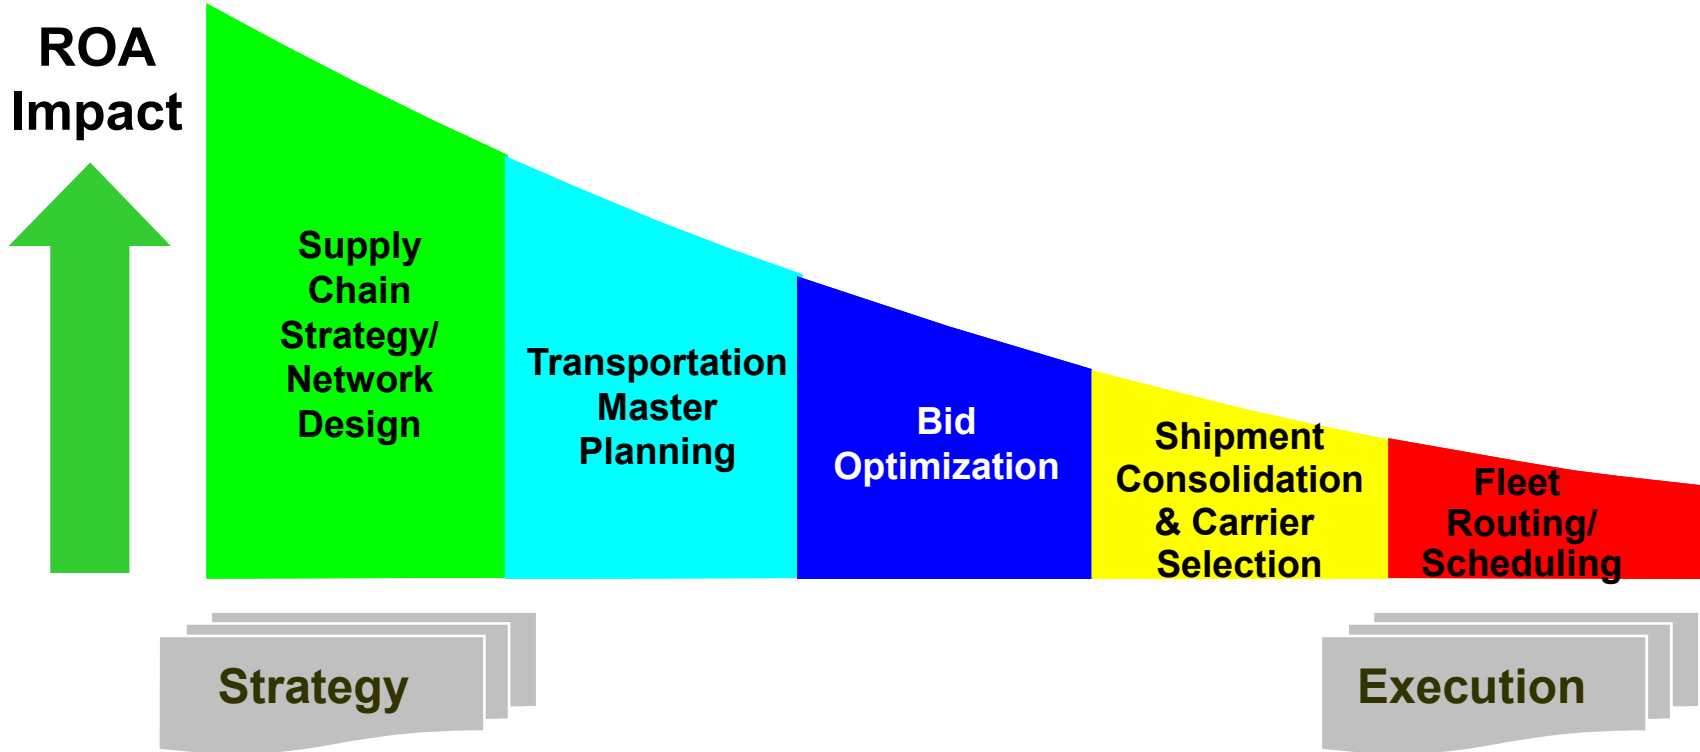 ROA
Impact
Supply
Chain
Strategy/
Network
Design
Transportation
Master
Planning
Bid
Optimization
Shipment
Consolidation
& Carrier
Selection
Fleet
Routing/
Scheduling
Strategy
Execution